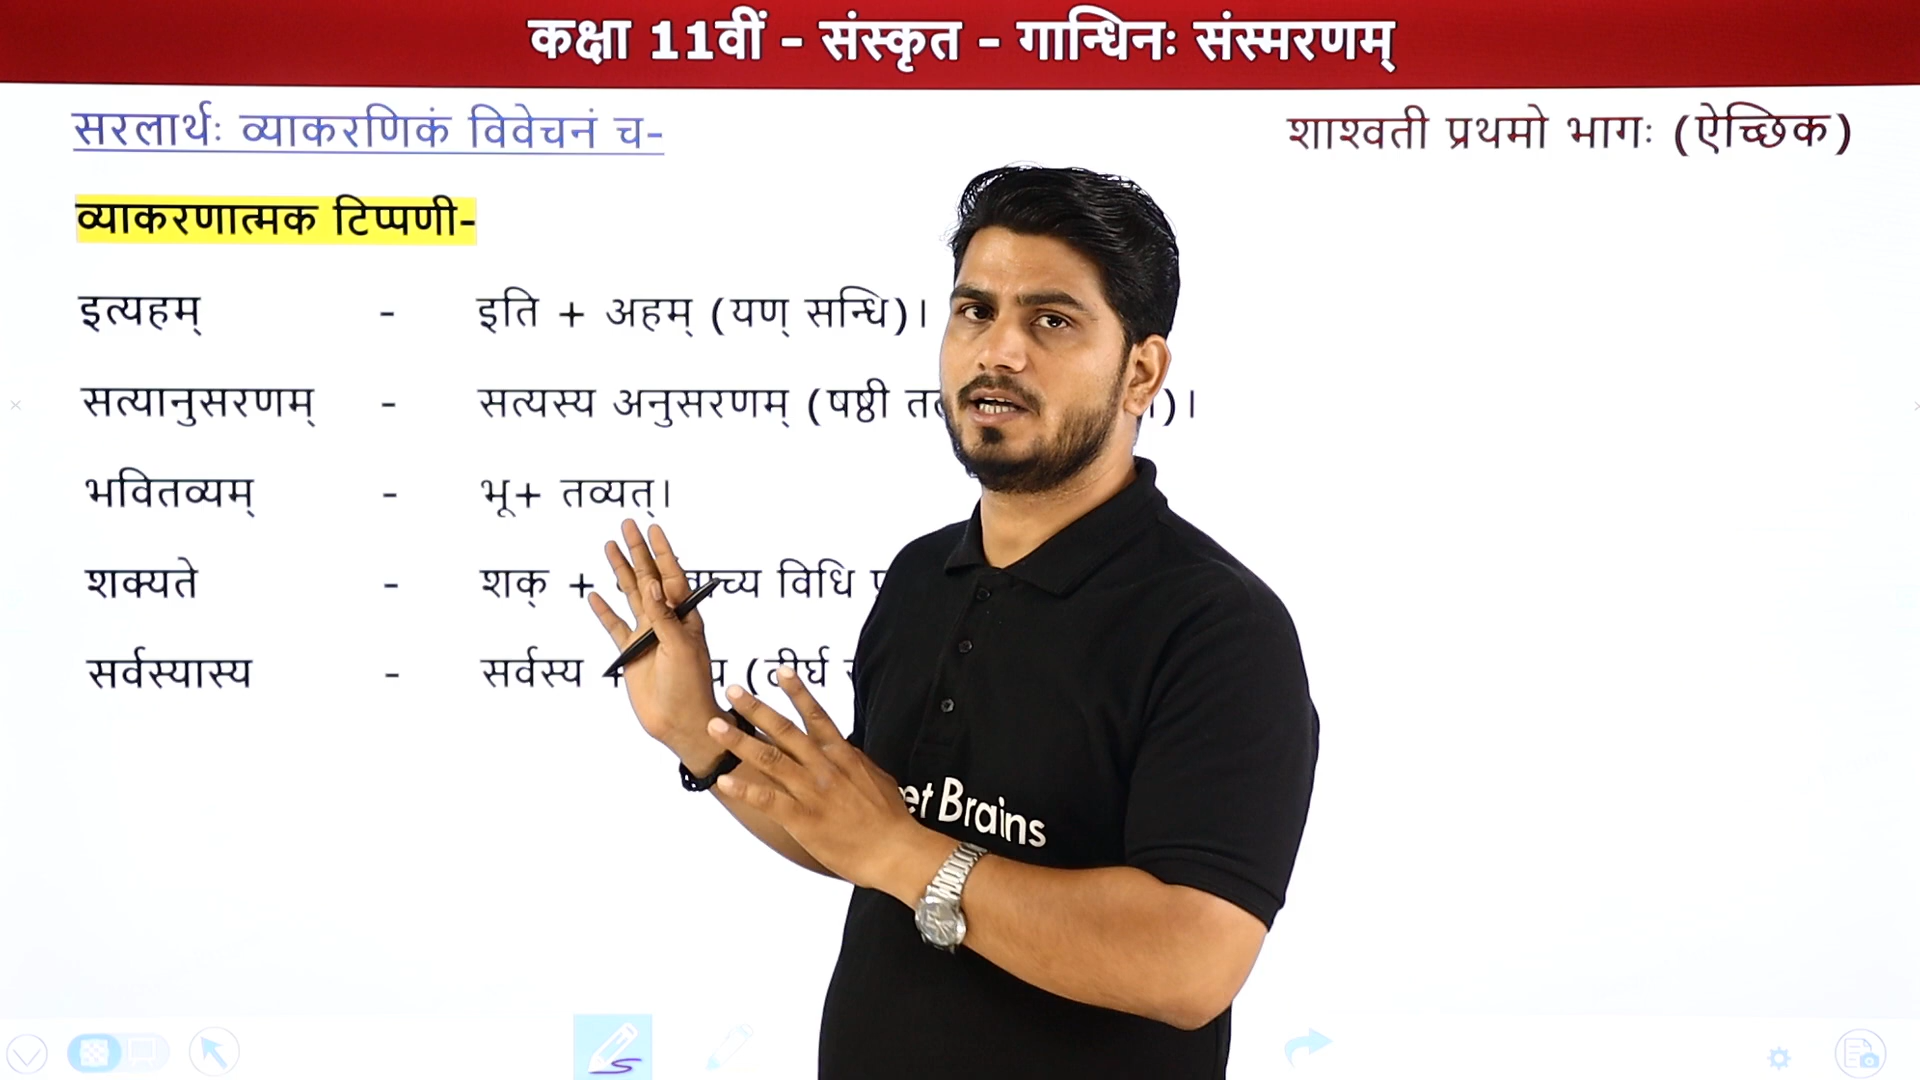 कक्षा 11वीं - संस्कृत - गान्धिनः संस्मरणम्
सरलार्थः व्याकरणिकं विवेचनं च-
शाश्वती प्रथमो भागः (ऐच्छिक)
व्याकरणात्मक टिप्पणी-
इत्यहम् - इति + अहम् (यण् सन्धि)।
सत्यानुसरणम् - सत्यस्य अनुसरणम् (षष्ठी )।
भवितव्यम् - भू+ तव्यत्।
शक्यते - शक् + विधि
सर्वस्यास्य - सर्वस्य + (दीर्घ
Brains